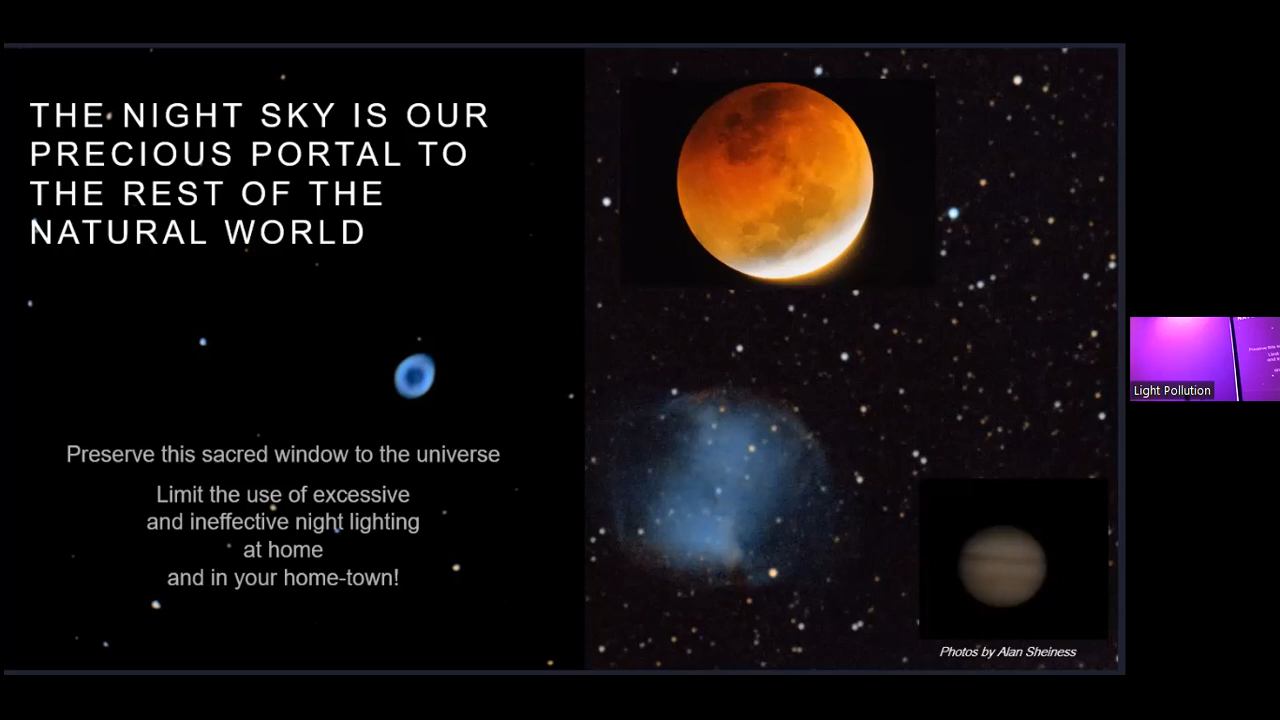 THE NIGHT SKY IS OUR
PRECIOUS PORTAL TO
THE REST OF THE
NATURAL WORLD
Preserve this sacred window to the universe
Limit the use of excessive
and ineffective night lighting
at home
and in your home-town!
Photos by Alan Sheiness
Light Pollution